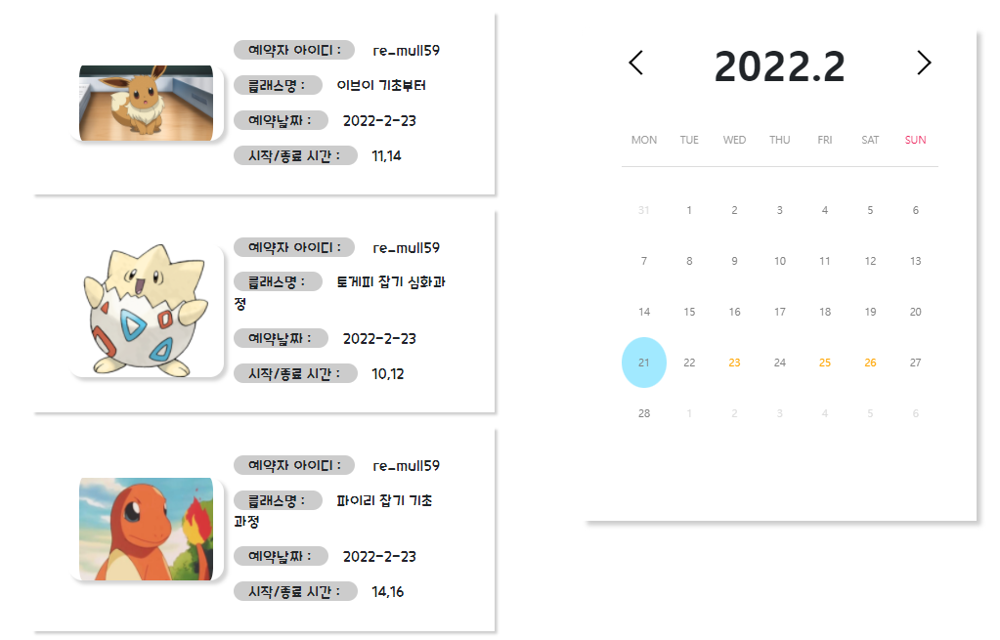 예약자 아이디 : re_mull59
클래스명 : 이브이 기초부터
예약날짜 : 2022-2-23
시작/종료 시간 : 11,14
예약자 아이디 : re_mull59
클래스명 : 토게피 잡기 심화과
정
예약날짜 : 2022-2-23
시작/종료 시간 : 10,12
예약자 아이디 : re_mull59
클래스명 : 파이리 잡기 기초
과정
예약날짜 : 2022-2-23
시작/종료 시간 : 14,16
2022.2
MON TUE WED THU FRI SAT SUN
31 1 2 3 4 5 6
7 8 9 10 11 12 13
14 15 16 17 18 19 20
21 22 23 24 25 26 27
28 1 2 3 4 5 6